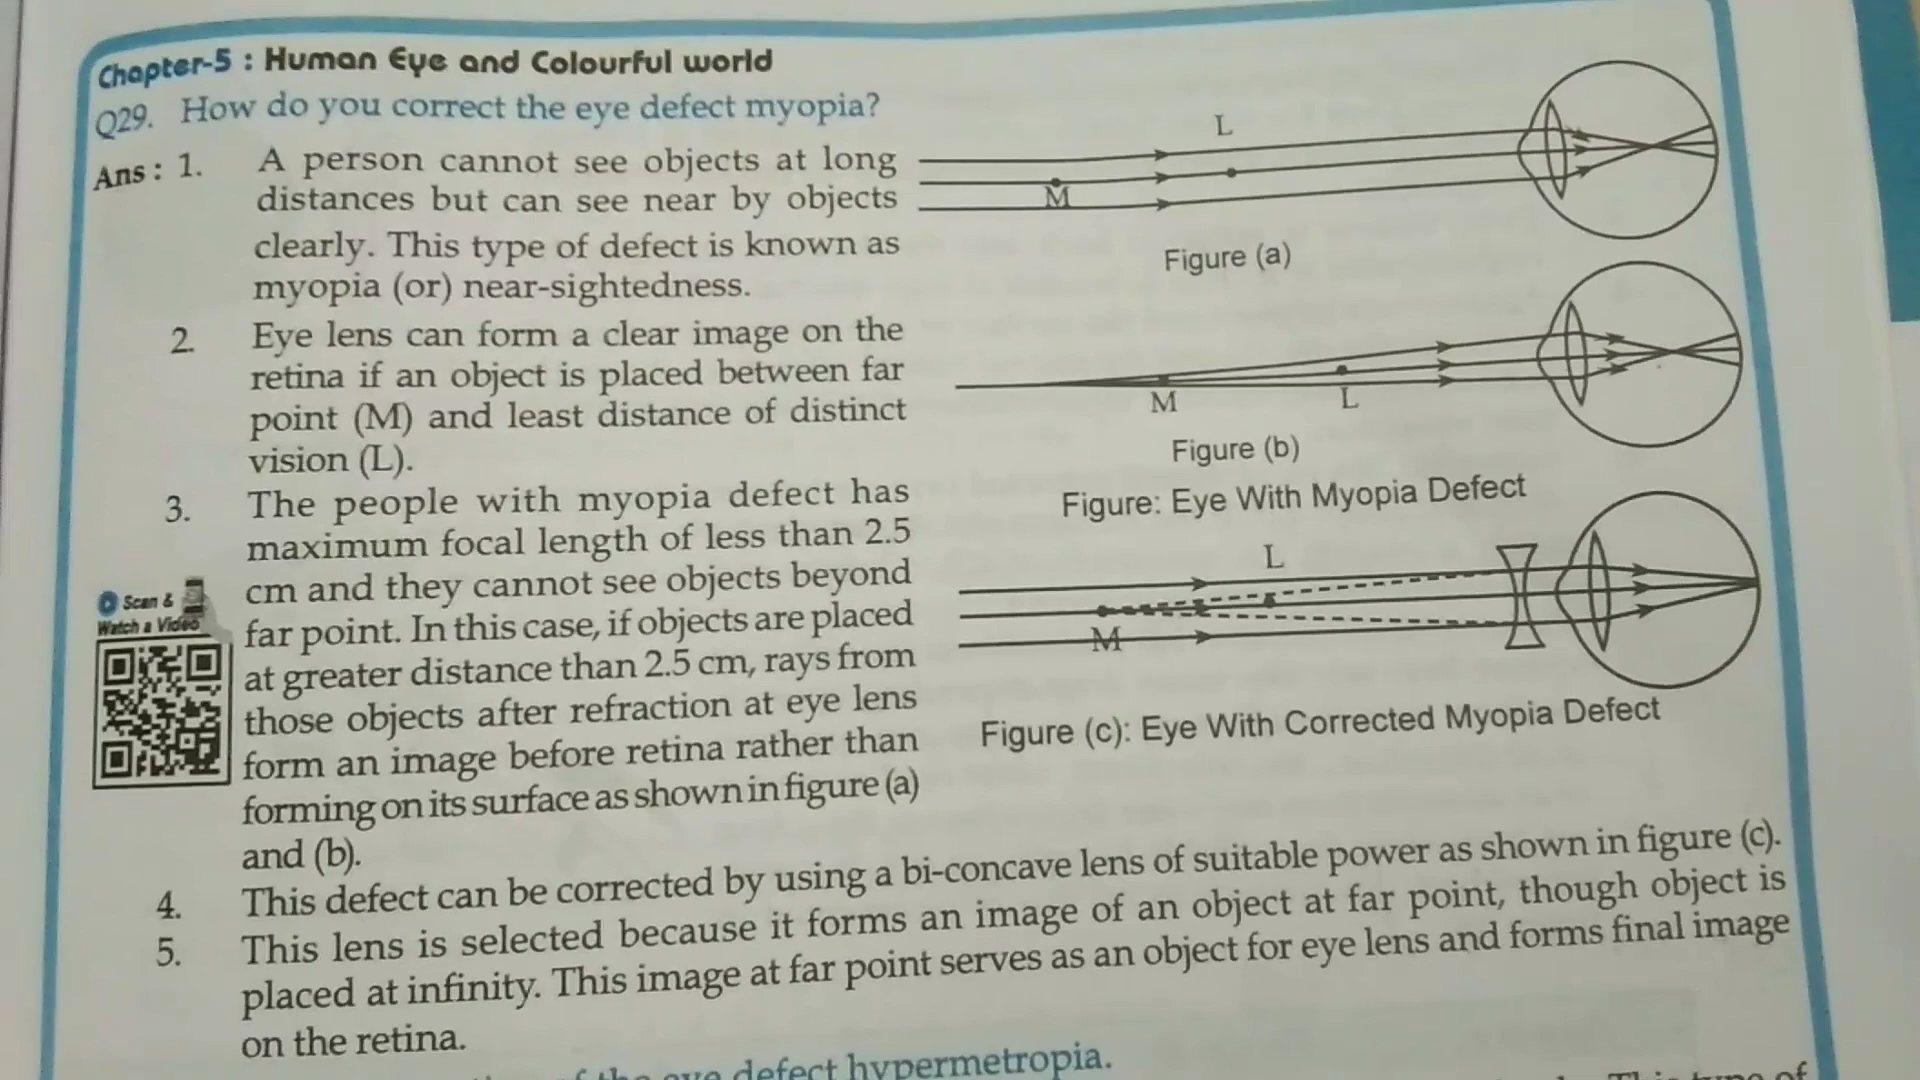 Chapter-5 : Human Eye and Colourful world
Q29. How do you correct the eye defect myopia?
Ans : 1. A person cannot see objects at long
distances but can see near by objects
clearly. This type of defect is known as
myopia (or) near-sightedness.
2. Eye lens can form a clear image on the
retina if an object is placed between far
point (M) and least distance of distinct
vision (L).
3. The people with myopia defect has
maximum focal length of less than 2.5
cm and they cannot see objects beyond
far point. In this case, if objects are placed
at greater distance than 2.5 cm, rays from
those objects after refraction at eye lens
form an image before retina rather than
forming on its surface as shown in figure (a)
and (b).
Scan &
Watch a Video
L
M
Figure (a)
M
L
Figure (b)
Figure: Eye With Myopia Defect
L
M
Figure (c): Eye With Corrected Myopia Defect
4. This defect can be corrected by using a bi-concave lens of suitable power as shown in figure (c).
5. This lens is selected because it forms an image of an object at far point, though object is
placed at infinity. This image at far point serves as an object for eye lens and forms final image
on the retina.
of the eye defect hypermetropia.
This type of